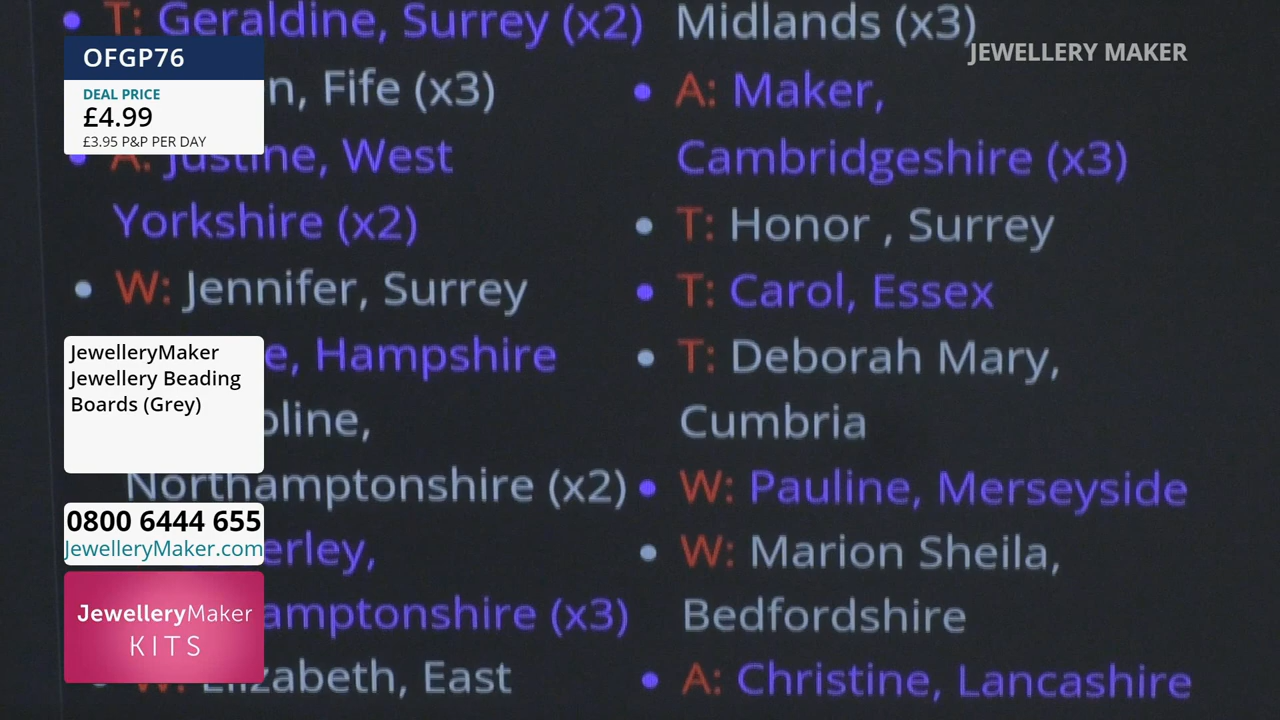 T: Geraldine, Surrey (x2)
n, Fife (x3)
A: Justine, West
Yorkshire (x2)
W: Jennifer, Surrey
e, Hampshire
oline,
Northamptonshire (x2)
erley,
amptonshire (x3)
W: Elizabeth, East
Midlands (x3)
A: Maker,
Cambridgeshire (x3)
T: Honor , Surrey
T: Carol, Essex
T: Deborah Mary,
Cumbria
W: Pauline, Merseyside
W: Marion Sheila,
Bedfordshire
A: Christine, Lancashire
JEWELLERY MAKER
OFGP76
DEAL PRICE
£4.99
£3.95 P&P PER DAY
JewelleryMaker
Jewellery Beading
Boards (Grey)
0800 6444 655
JewelleryMaker.com
JewelleryMaker
KITS